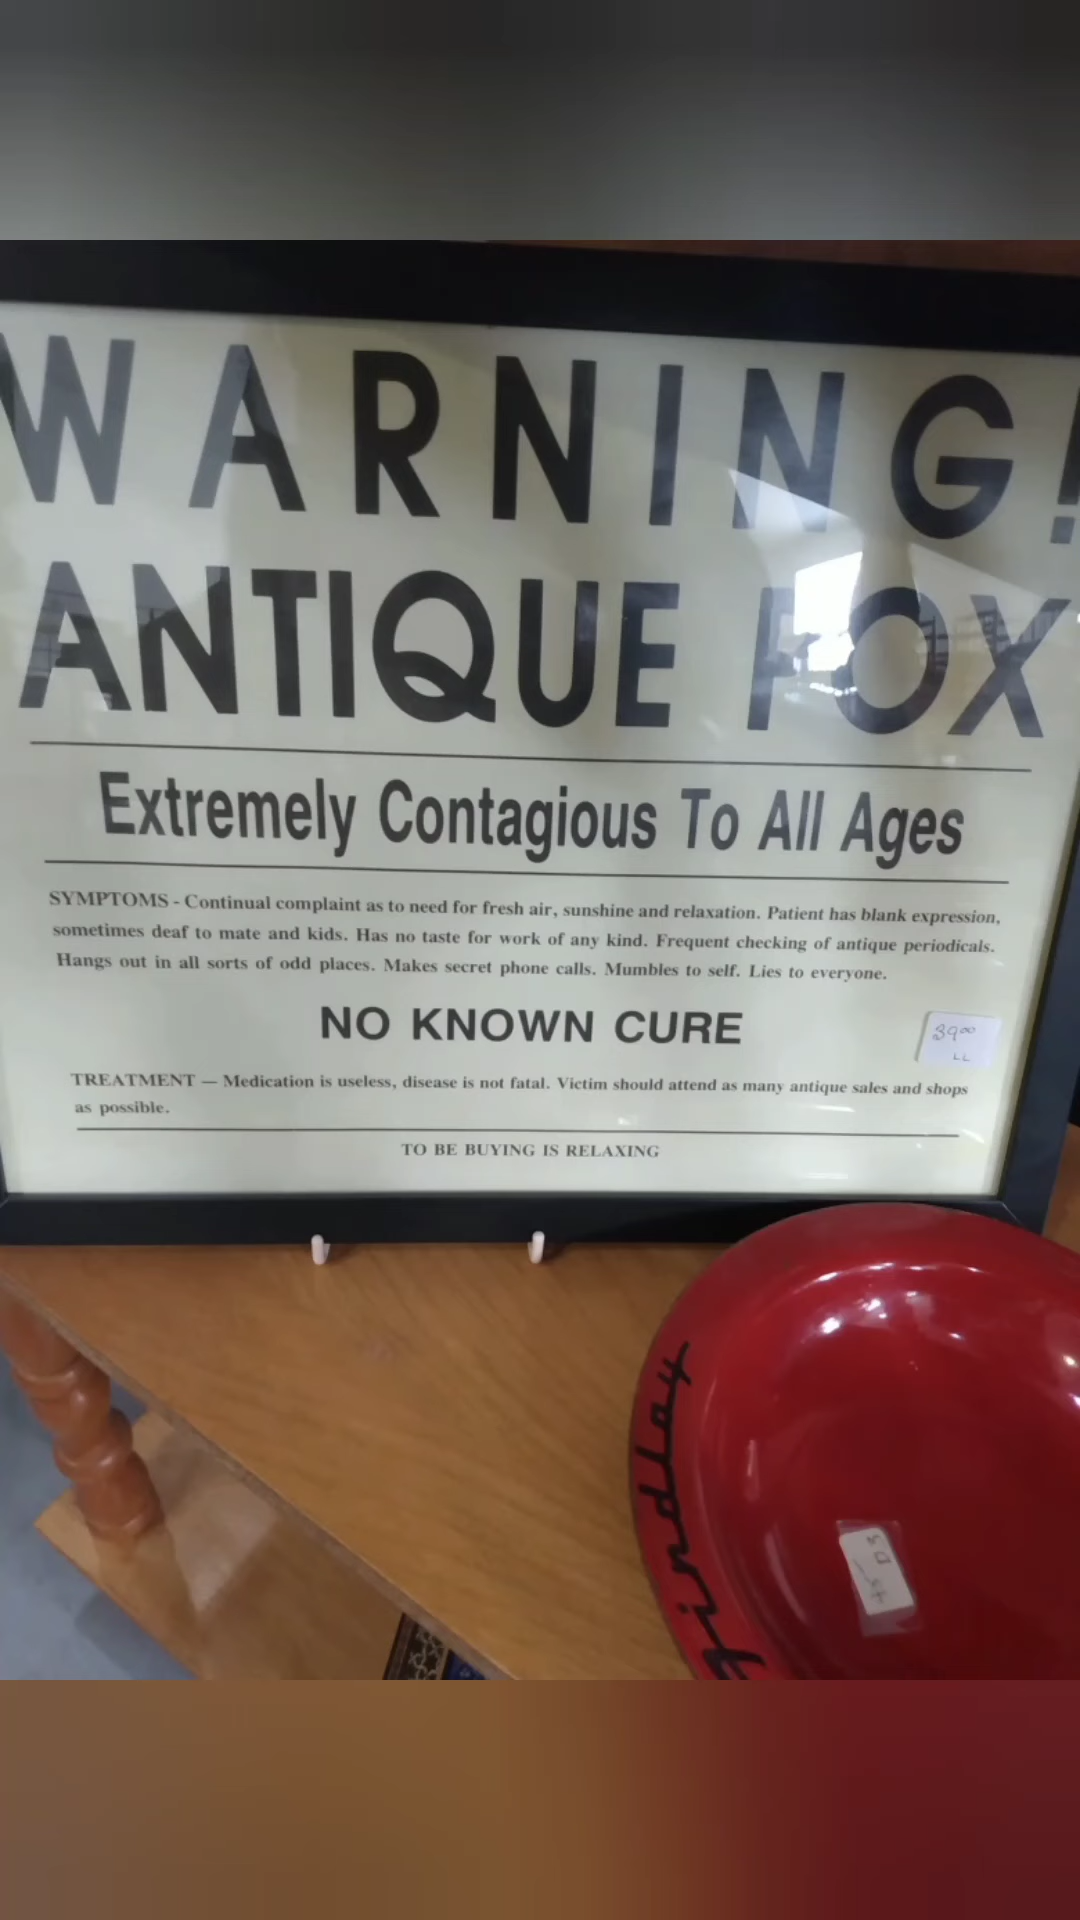 WARNING!
ANTIQUE POX
Extremely Contagious To All Ages
SYMPTOMS - Continual complaint as to need for fresh air, sunshine and relaxation. Patient has blank expression,
sometimes deaf to mate and kids. Has no taste for work of any kind. Frequent checking of antique periodicals.
Hangs out in all sorts of odd places. Makes secret phone calls. Mumbles to self. Lies to everyone.
NO KNOWN CURE
3900
LL
TREATMENT — Medication is useless, disease is not fatal. Victim should attend as many antique sales and shops
as possible.
TO BE BUYING IS RELAXING
Findlay